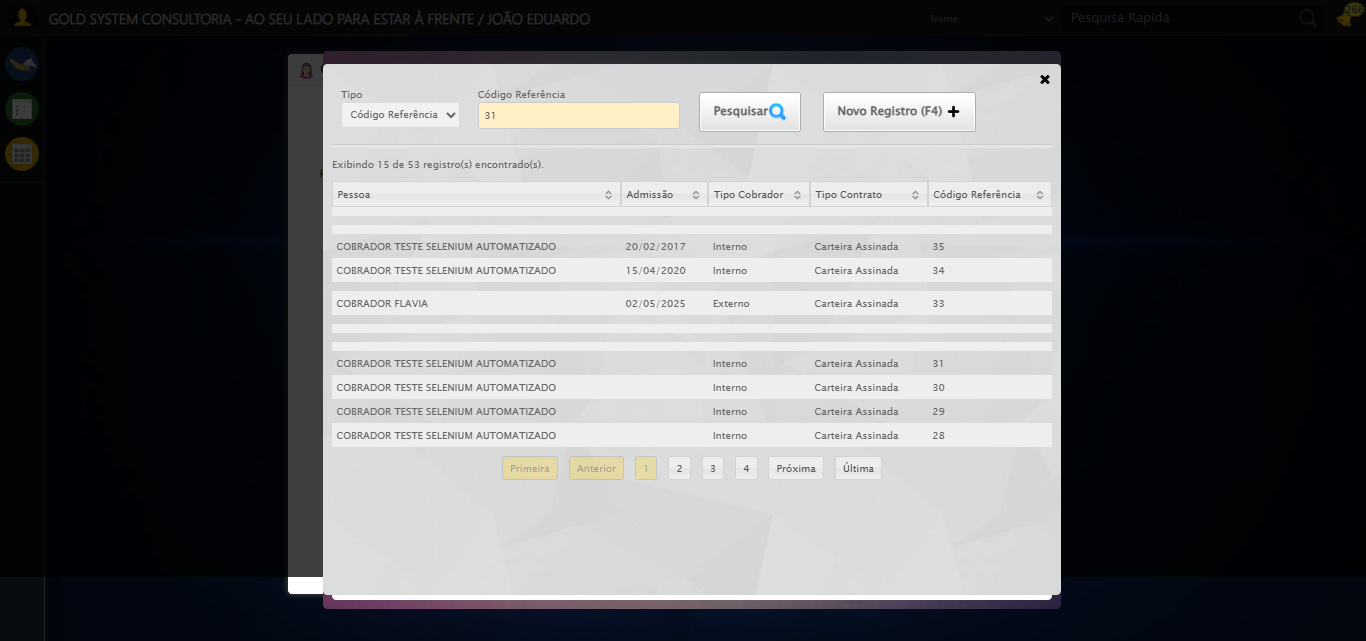 GOLD SYSTEM CONSULTORIA - AO SEU LADO PARA ESTAR À FRENTE / JOÃO EDUARDO
Nome
Pesquisa Rapida
Tipo
Código Referência
Código Referência
31
Pesquisar
Novo Registro (F4)
Exibindo 15 de 53 registro(s) encontrado(s).
Pessoa Admissão Tipo Cobrador Tipo Contrato Código Referência
COBRADOR TESTE SELENIUM AUTOMATIZADO 20/02/2017 Interno Carteira Assinada 35
COBRADOR TESTE SELENIUM AUTOMATIZADO 15/04/2020 Interno Carteira Assinada 34
COBRADOR FLAVIA 02/05/2025 Externo Carteira Assinada 33
COBRADOR TESTE SELENIUM AUTOMATIZADO Interno Carteira Assinada 31
COBRADOR TESTE SELENIUM AUTOMATIZADO Interno Carteira Assinada 30
COBRADOR TESTE SELENIUM AUTOMATIZADO Interno Carteira Assinada 29
COBRADOR TESTE SELENIUM AUTOMATIZADO Interno Carteira Assinada 28
Primeira Anterior 1 2 3 4 Próxima Última